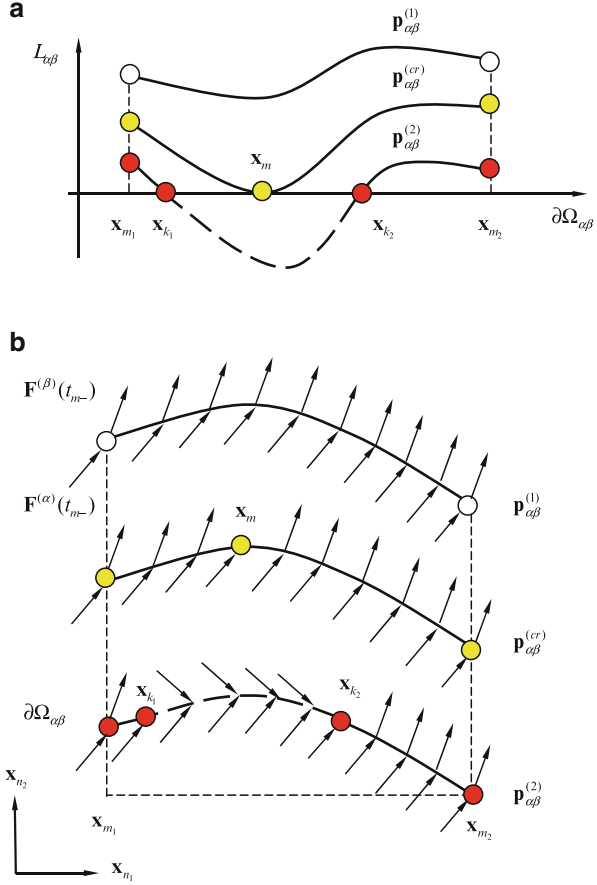 a
L_{αβ}
p_{αβ}^{(1)}
p_{αβ}^{(cr)}
p_{αβ}^{(2)}
x_m
x_{m_1} x_{k_1} x_{k_2} x_{m_2} ∂Ω_{αβ}
b
F^{(β)}(t_{m−})
F^{(α)}(t_{m−})
p_{αβ}^{(1)}
x_m
p_{αβ}^{(cr)}
∂Ω_{αβ} x_{k_1} x_{k_2}
x_{n_2}
p_{αβ}^{(2)}
x_{m_1} x_{m_2}
x_{n_1}